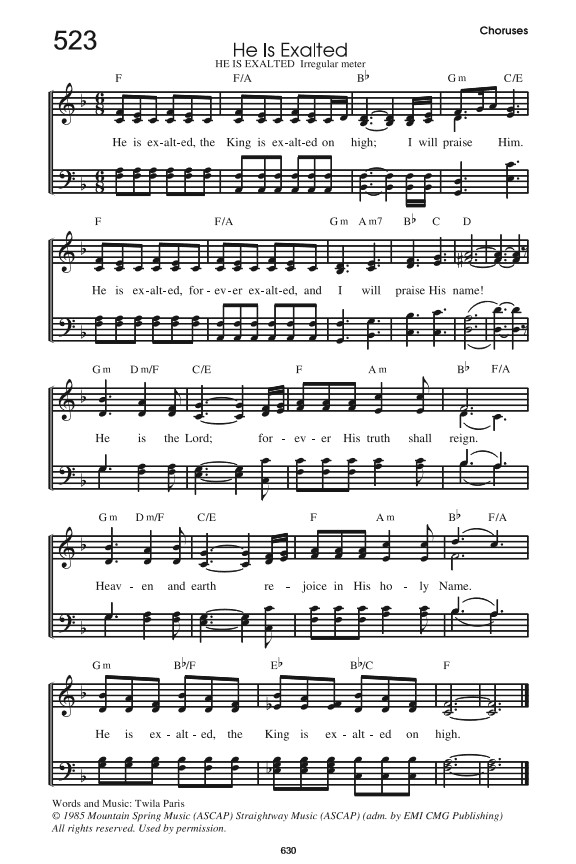 523
Choruses
He Is Exalted
HE IS EXALTED Irregular meter
F F/A B♭ Gm C/E
He is ex-alt-ed, the King is ex-alt-ed on high; I will praise Him.
F F/A Gm Am7 B♭ C D
He is ex-alt-ed, for-ev-er exalt-ed, and I will praise His name!
Gm Dm/F C/E F Am B♭ F/A
He is the Lord; for - ev - er His truth shall reign.
Gm Dm/F C/E F Am B♭ F/A
Heav - en and earth re - joice in His ho - ly Name.
Gm B♭/F E♭ B♭/C F
He is ex - alt - ed, the King is ex - alt - ed on high.
Words and Music: Twila Paris
© 1985 Mountain Spring Music (ASCAP) Straightway Music (ASCAP) (adm. by EMI CMG Publishing)
All rights reserved. Used by permission.
630